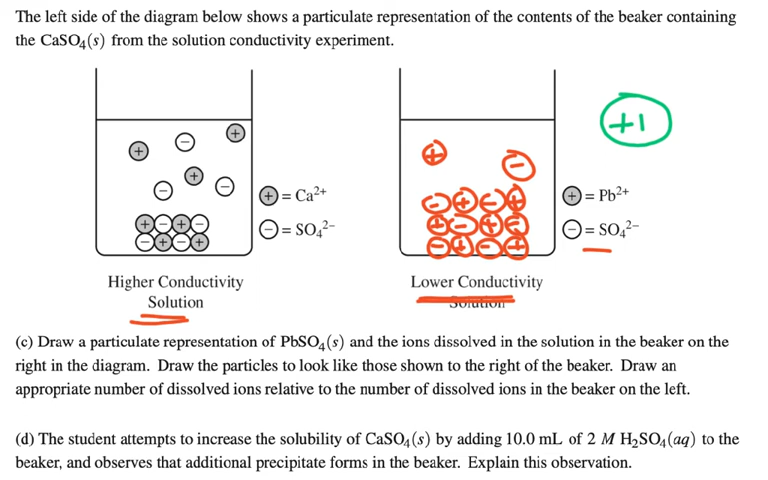 The left side of the diagram below shows a particulate representation of the contents of the beaker containing
the CaSO₄(s) from the solution conductivity experiment.
+1
+ = Ca²⁺
− = SO₄²⁻
+ = Pb²⁺
− = SO₄²⁻
Higher Conductivity
Solution
Lower Conductivity
Solution
(c) Draw a particulate representation of PbSO₄(s) and the ions dissolved in the solution in the beaker on the
right in the diagram. Draw the particles to look like those shown to the right of the beaker. Draw an
appropriate number of dissolved ions relative to the number of dissolved ions in the beaker on the left.
(d) The student attempts to increase the solubility of CaSO₄(s) by adding 10.0 mL of 2 M H₂SO₄(aq) to the
beaker, and observes that additional precipitate forms in the beaker. Explain this observation.